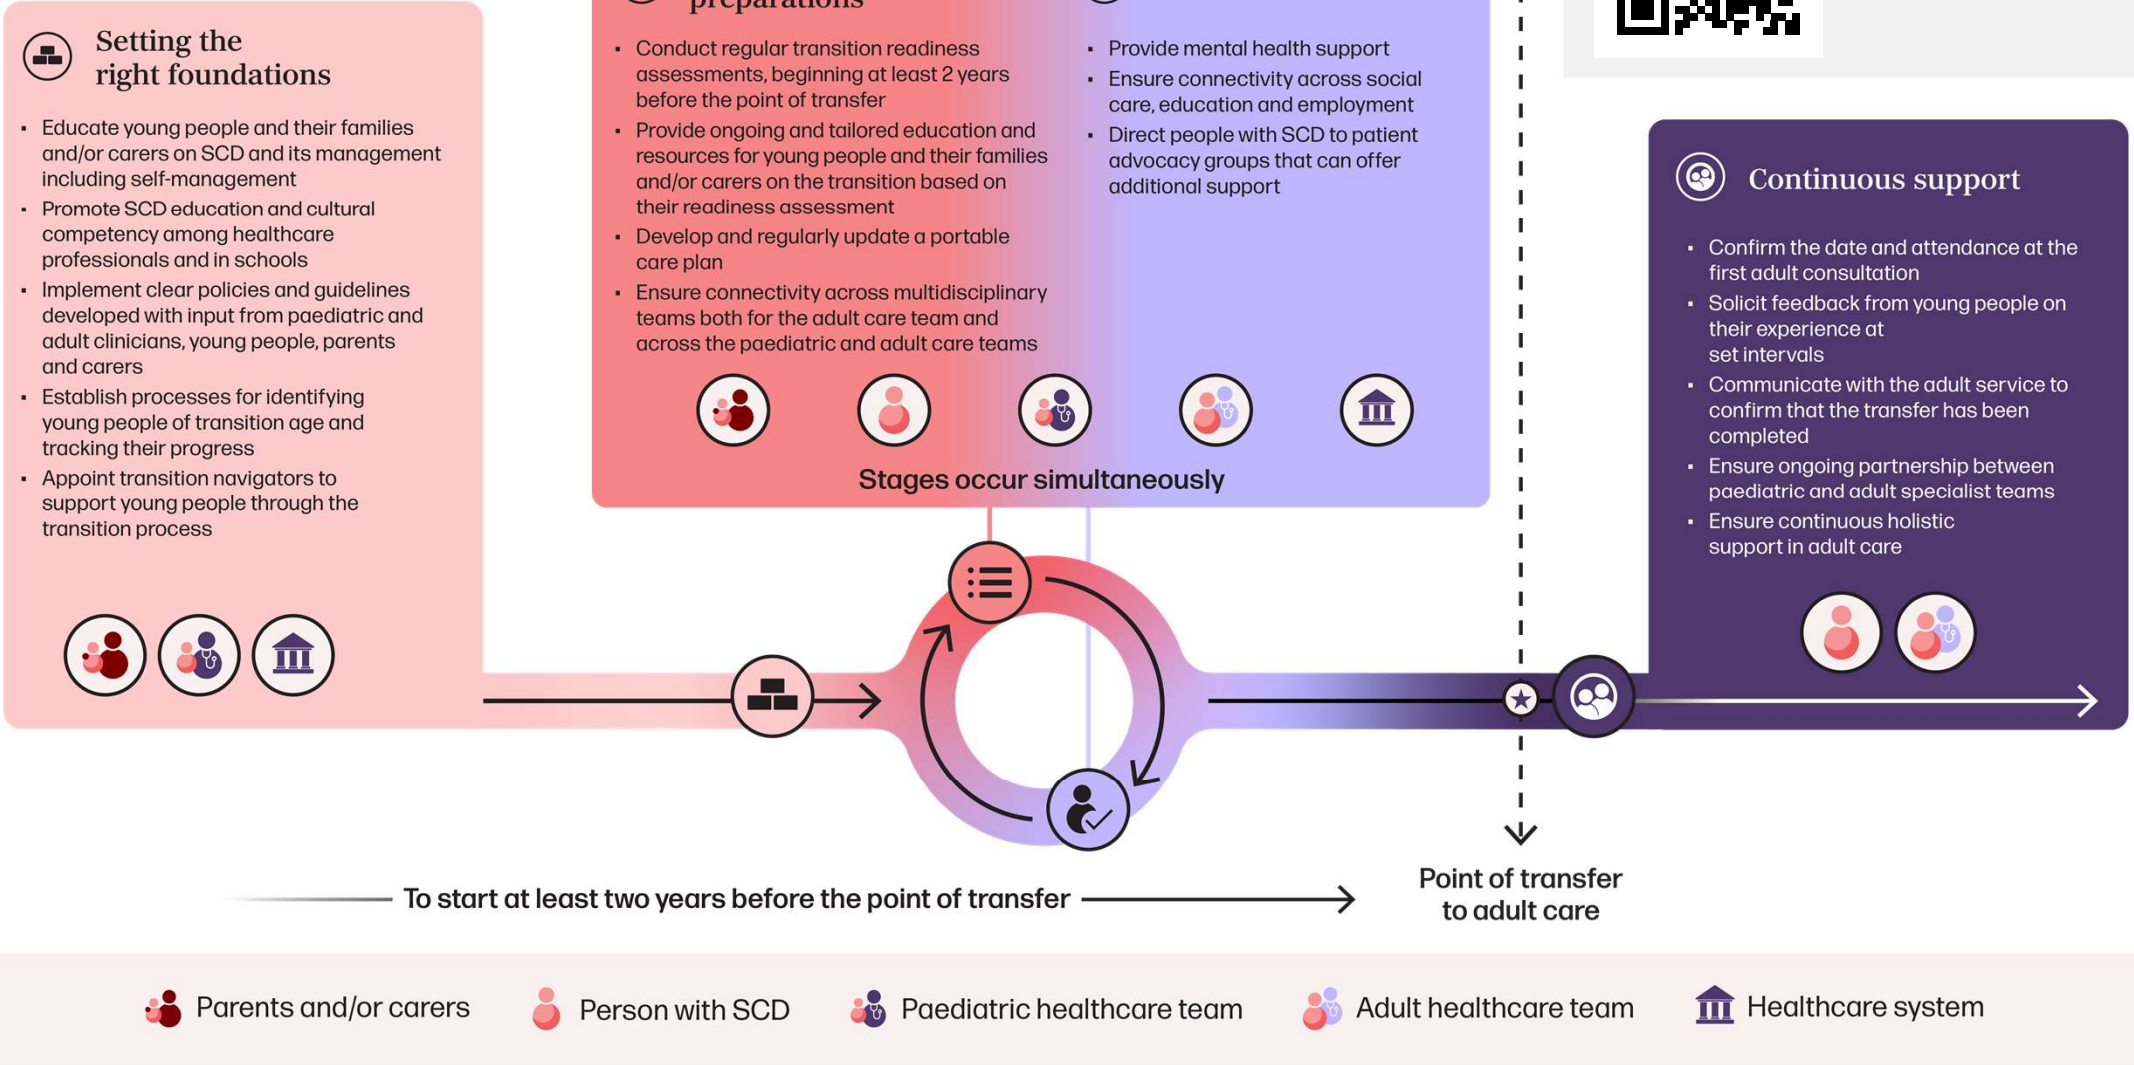 Setting the
right foundations
▪ Educate young people and their families
and/or carers on SCD and its management
including self-management
▪ Promote SCD education and cultural
competency among healthcare
professionals and in schools
▪ Implement clear policies and guidelines
developed with input from paediatric and
adult clinicians, young people, parents
and carers
▪ Establish processes for identifying
young people of transition age and
tracking their progress
▪ Appoint transition navigators to
support young people through the
transition process
preparations
▪ Conduct regular transition readiness
assessments, beginning at least 2 years
before the point of transfer
▪ Provide ongoing and tailored education and
resources for young people and their families
and/or carers on the transition based on
their readiness assessment
▪ Develop and regularly update a portable
care plan
▪ Ensure connectivity across multidisciplinary
teams both for the adult care team and
across the paediatric and adult care teams
▪ Provide mental health support
▪ Ensure connectivity across social
care, education and employment
▪ Direct people with SCD to patient
advocacy groups that can offer
additional support
Stages occur simultaneously
Continuous support
▪ Confirm the date and attendance at the
first adult consultation
▪ Solicit feedback from young people on
their experience at
set intervals
▪ Communicate with the adult service to
confirm that the transfer has been
completed
▪ Ensure ongoing partnership between
paediatric and adult specialist teams
▪ Ensure continuous holistic
support in adult care
To start at least two years before the point of transfer
Point of transfer
to adult care
Parents and/or carers
Person with SCD
Paediatric healthcare team
Adult healthcare team
Healthcare system